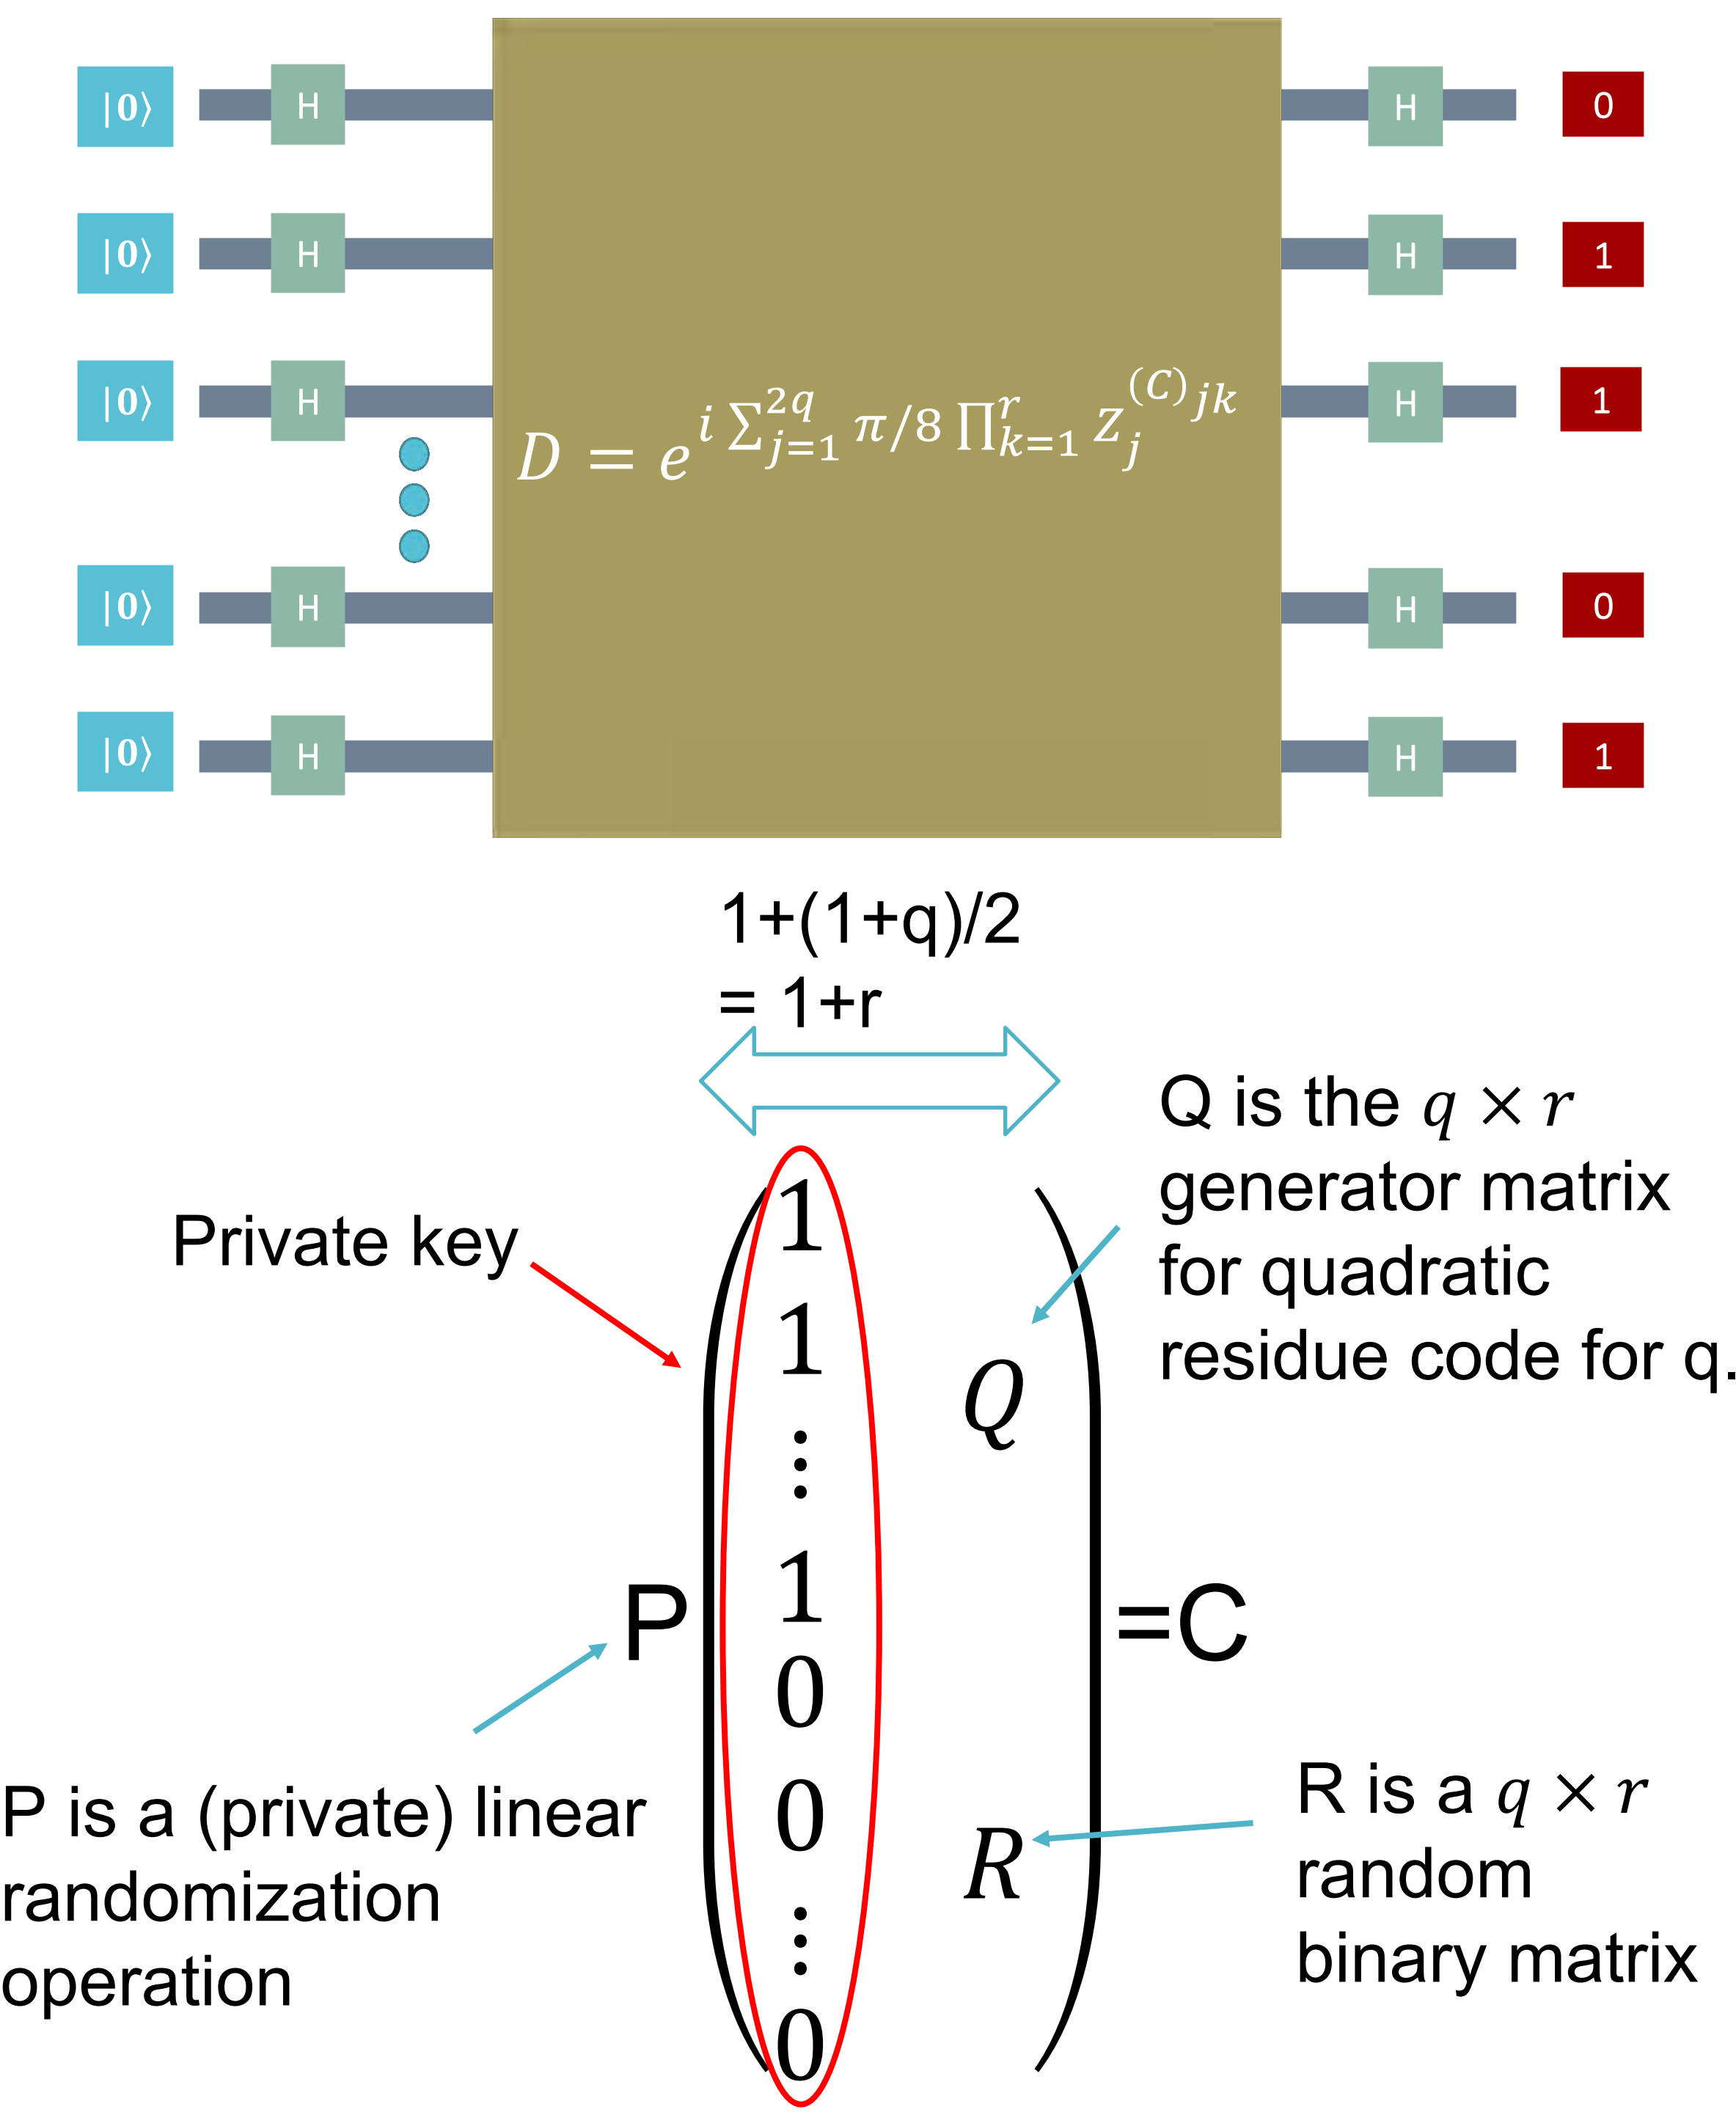 |0⟩ H H 0
|0⟩ H H 1
|0⟩ H H 1
D = e^{i ∑_{j=1}^{2q} π/8 ∏_{k=1}^{r} z_j^{(C)_{jk}}}
|0⟩ H H 0
|0⟩ H H 1
1+(1+q)/2
= 1+r
Q is the q × r
generator matrix
for quadratic
residue code for q.
Private key
1
1
⋮
1
0
0
⋮
0
Q
R
P
=C
P is a (private) linear
randomization
operation
R is a q × r
random
binary matrix